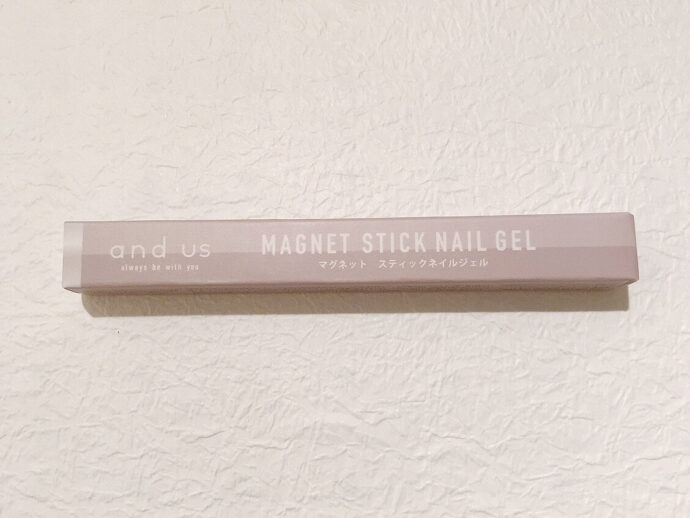 and us
always be with you
MAGNET STICK NAIL GEL
マグネット スティックネイルジェル